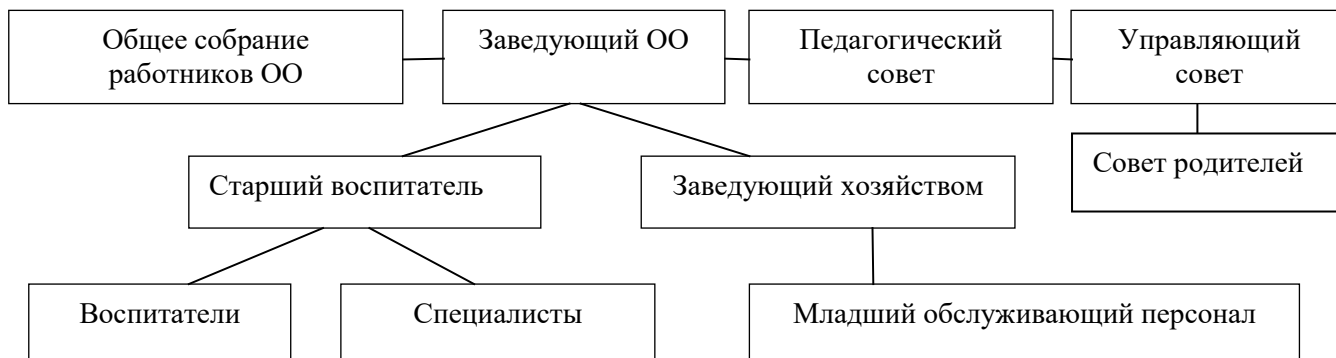 Общее собрание
работников ОО
Заведующий ОО
Педагогический
совет
Управляющий
совет
Совет родителей
Старший воспитатель
Заведующий хозяйством
Воспитатели
Специалисты
Младший обслуживающий персонал